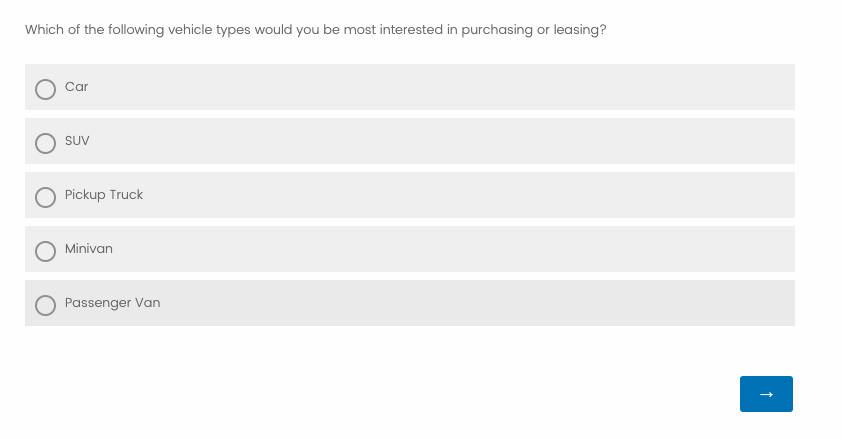 Which of the following vehicle types would you be most interested in purchasing or leasing?
Car
SUV
Pickup Truck
Minivan
Passenger Van
→